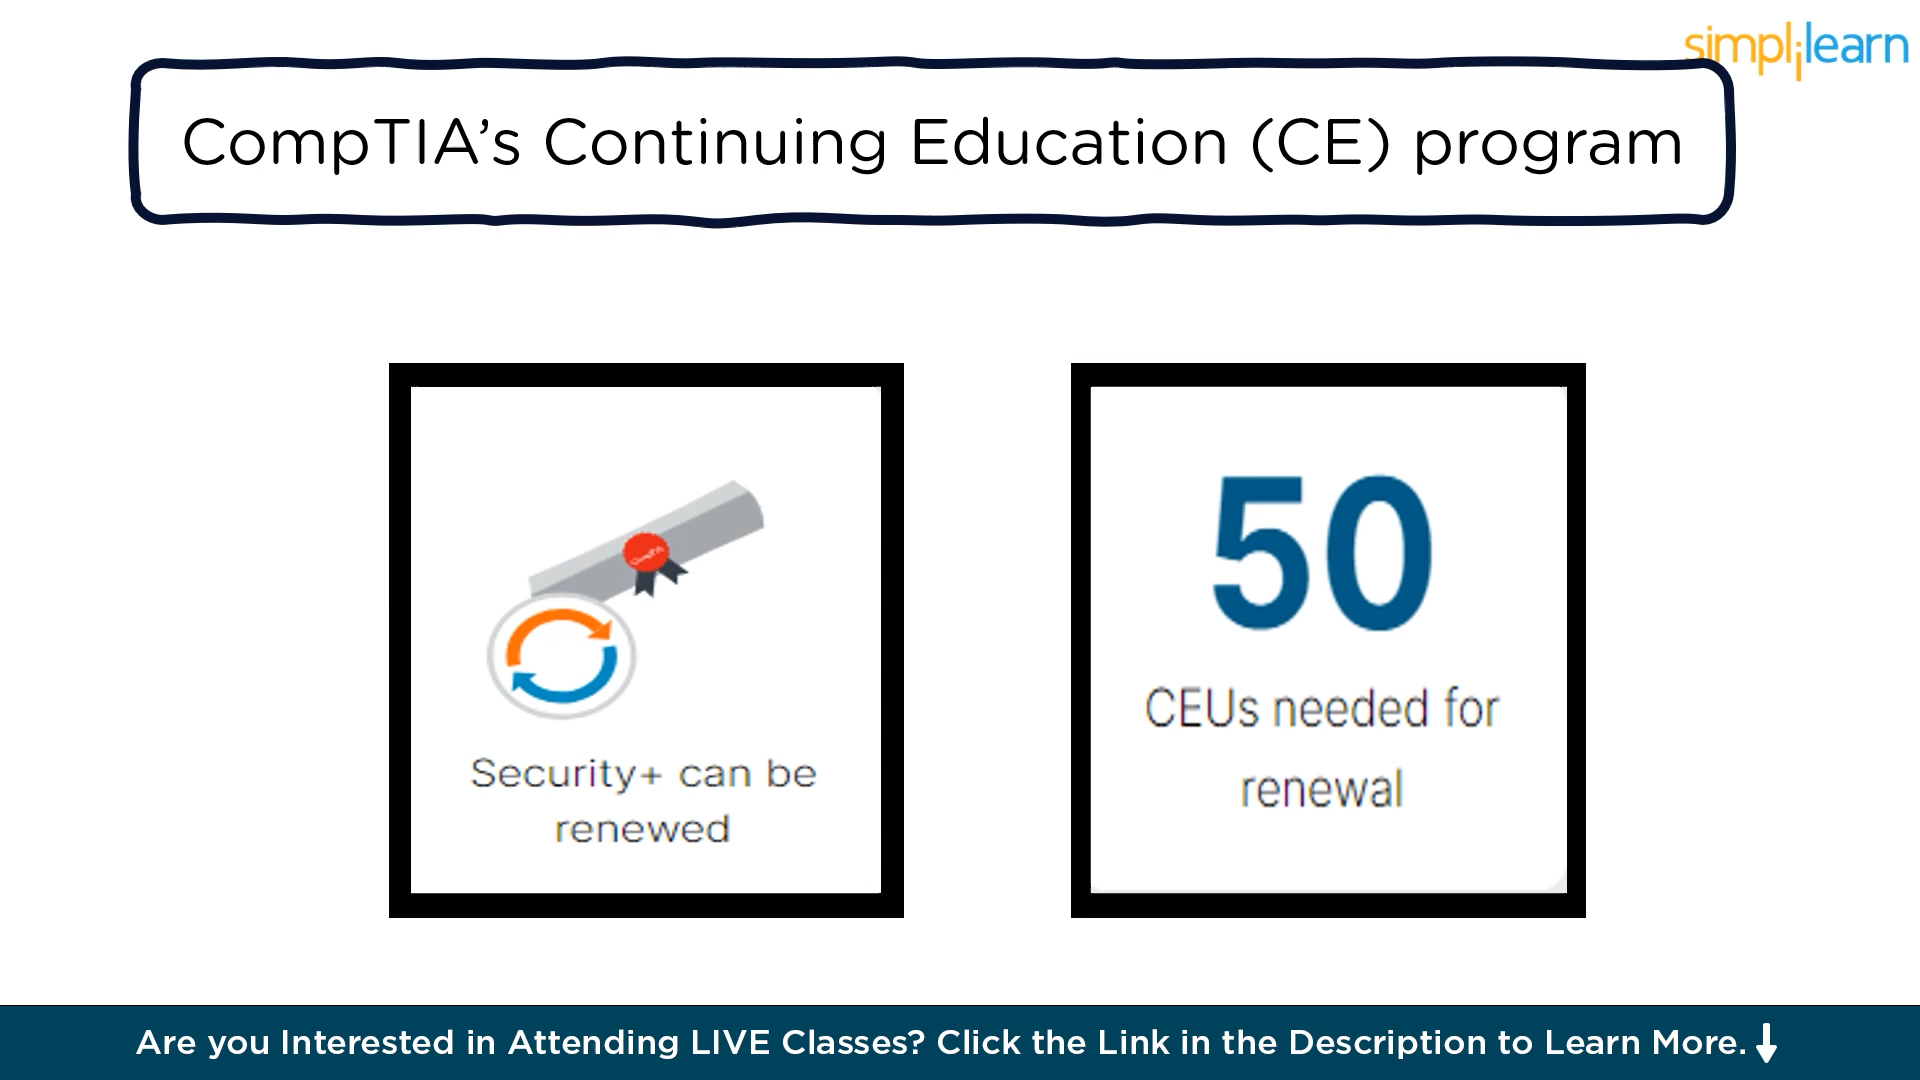 simplilearn
CompTIA’s Continuing Education (CE) program
CompTIA
Security+ can be
renewed
50
CEUs needed for
renewal
Are you Interested in Attending LIVE Classes? Click the Link in the Description to Learn More.